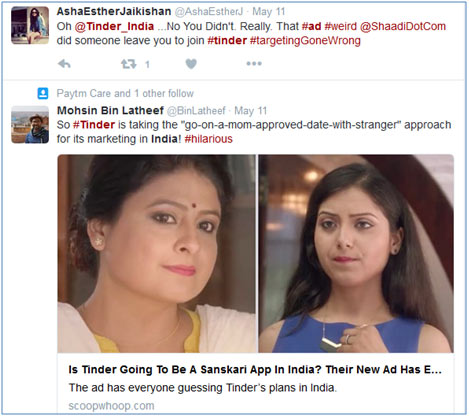 AshaEstherJaikishan @AshaEstherJ · May 11
Oh @Tinder_India ...No You Didn't. Really. That #ad #weird @ShaadiDotCom
did someone leave you to join #tinder #targetingGoneWrong
1
Paytm Care and 1 other follow
Mohsin Bin Latheef @BinLatheef · May 11
So #Tinder is taking the "go-on-a-mom-approved-date-with-stranger" approach
for its marketing in India! #hilarious
Is Tinder Going To Be A Sanskari App In India? Their New Ad Has E...
The ad has everyone guessing Tinder's plans in India.
scoopwhoop.com